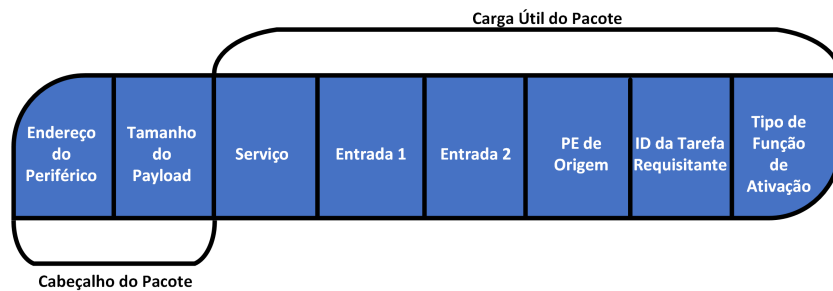 Carga Útil do Pacote
Endereço
do
Periférico
Tamanho
do
Payload
Serviço
Entrada 1
Entrada 2
PE de
Origem
ID da Tarefa
Requisitante
Tipo de
Função
de
Ativação
Cabeçalho do Pacote